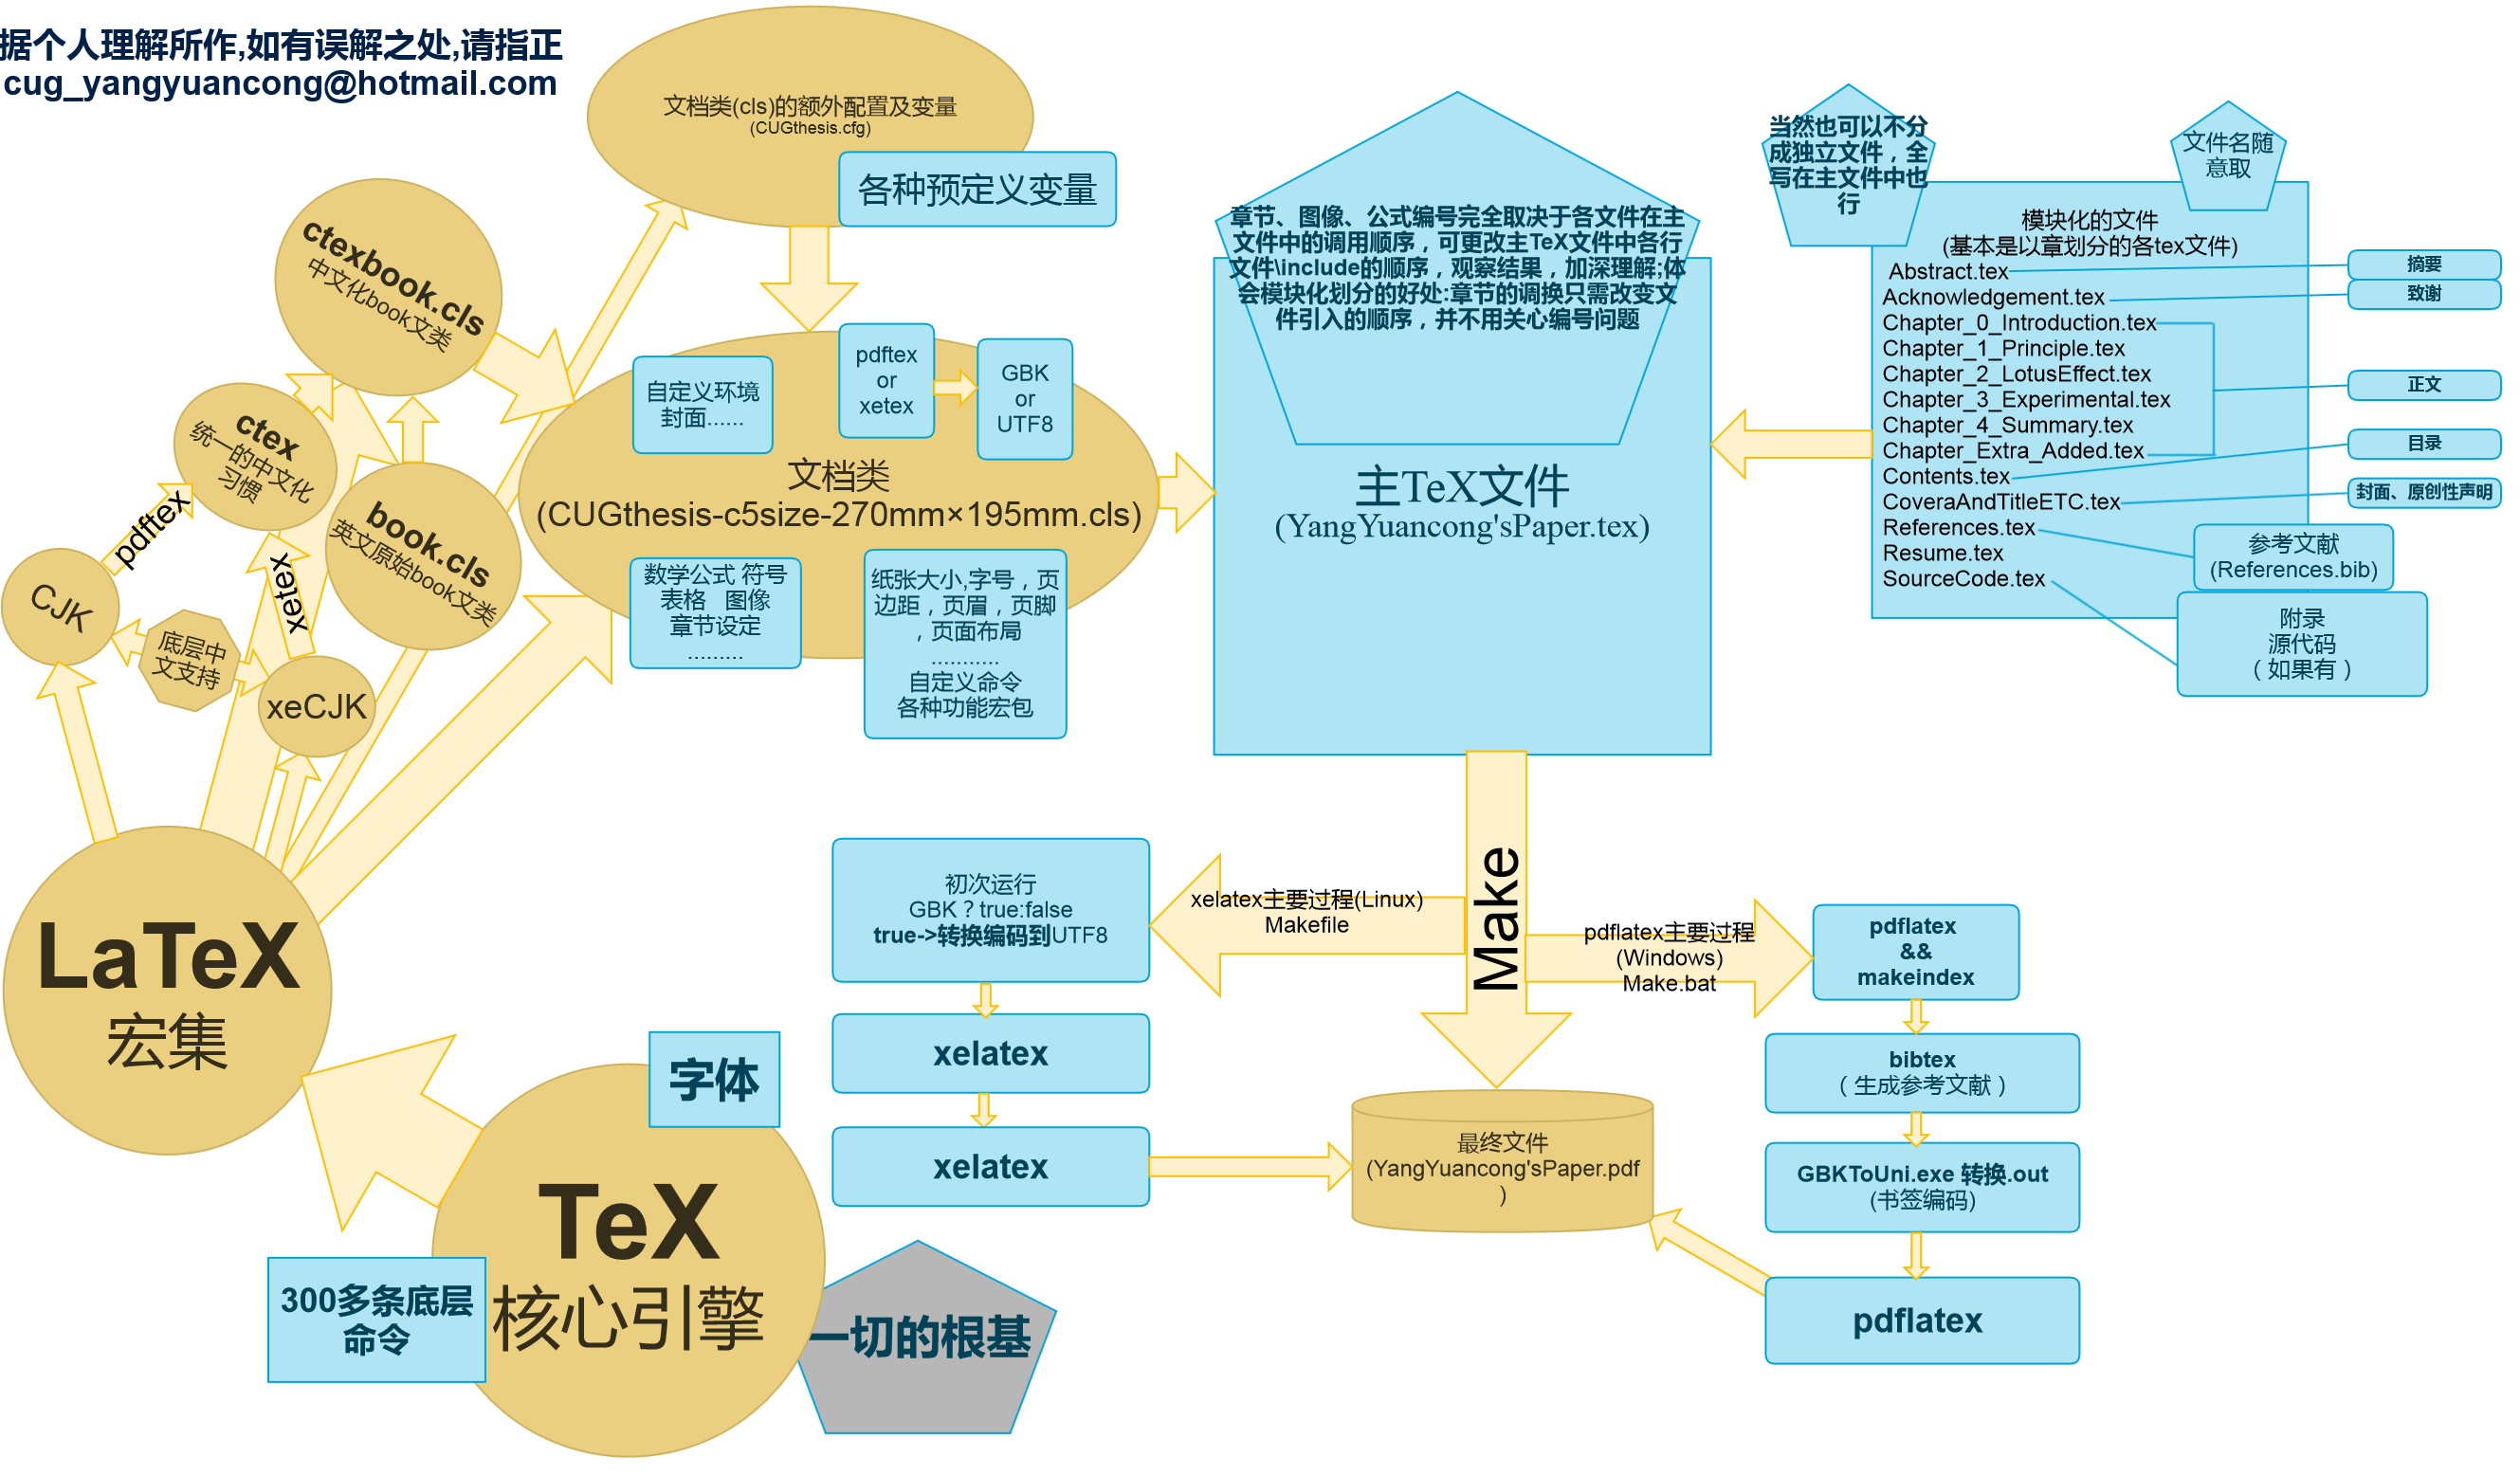 据个人理解所作,如有误解之处,请指正
cug_yangyuancong@hotmail.com
文档类(cls)的额外配置及变量
(CUGthesis.cfg)
各种预定义变量
ctexbook.cls
中文化book文类
ctex
统一的中文化
习惯
book.cls
英文原始book文类
pdftex
xetex
CJK
底层中
文支持
xeCJK
LaTeX
宏集
自定义环境
封面......
pdftex
or
xetex
GBK
or
UTF8
文档类
(CUGthesis-c5size-270mm×195mm.cls)
数学公式 符号
表格 图像
章节设定
.........
纸张大小,字号，页
边距，页眉，页脚
，页面布局
...........
自定义命令
各种功能宏包
章节、图像、公式编号完全取决于各文件在主
文件中的调用顺序，可更改主TeX文件中各行
文件\include的顺序，观察结果，加深理解;体
会模块化划分的好处:章节的调换只需改变文
件引入的顺序，并不用关心编号问题
主TeX文件
(YangYuancong'sPaper.tex)
当然也可以不分
成独立文件，全
写在主文件中也
行
文件名随
意取
模块化的文件
(基本是以章划分的各tex文件)
Abstract.tex
Acknowledgement.tex
Chapter_0_Introduction.tex
Chapter_1_Principle.tex
Chapter_2_LotusEffect.tex
Chapter_3_Experimental.tex
Chapter_4_Summary.tex
Chapter_Extra_Added.tex
Contents.tex
CoveraAndTitleETC.tex
References.tex
Resume.tex
SourceCode.tex
摘要
致谢
正文
目录
封面、原创性声明
参考文献
(References.bib)
附录
源代码
（如果有）
Make
xelatex主要过程(Linux)
Makefile
pdflatex主要过程
(Windows)
Make.bat
初次运行
GBK？true:false
true->转换编码到UTF8
xelatex
xelatex
pdflatex
&&
makeindex
bibtex
（生成参考文献）
GBKToUni.exe 转换.out
(书签编码)
pdflatex
最终文件
(YangYuancong'sPaper.pdf
)
字体
TeX
核心引擎
300多条底层
命令
一切的根基